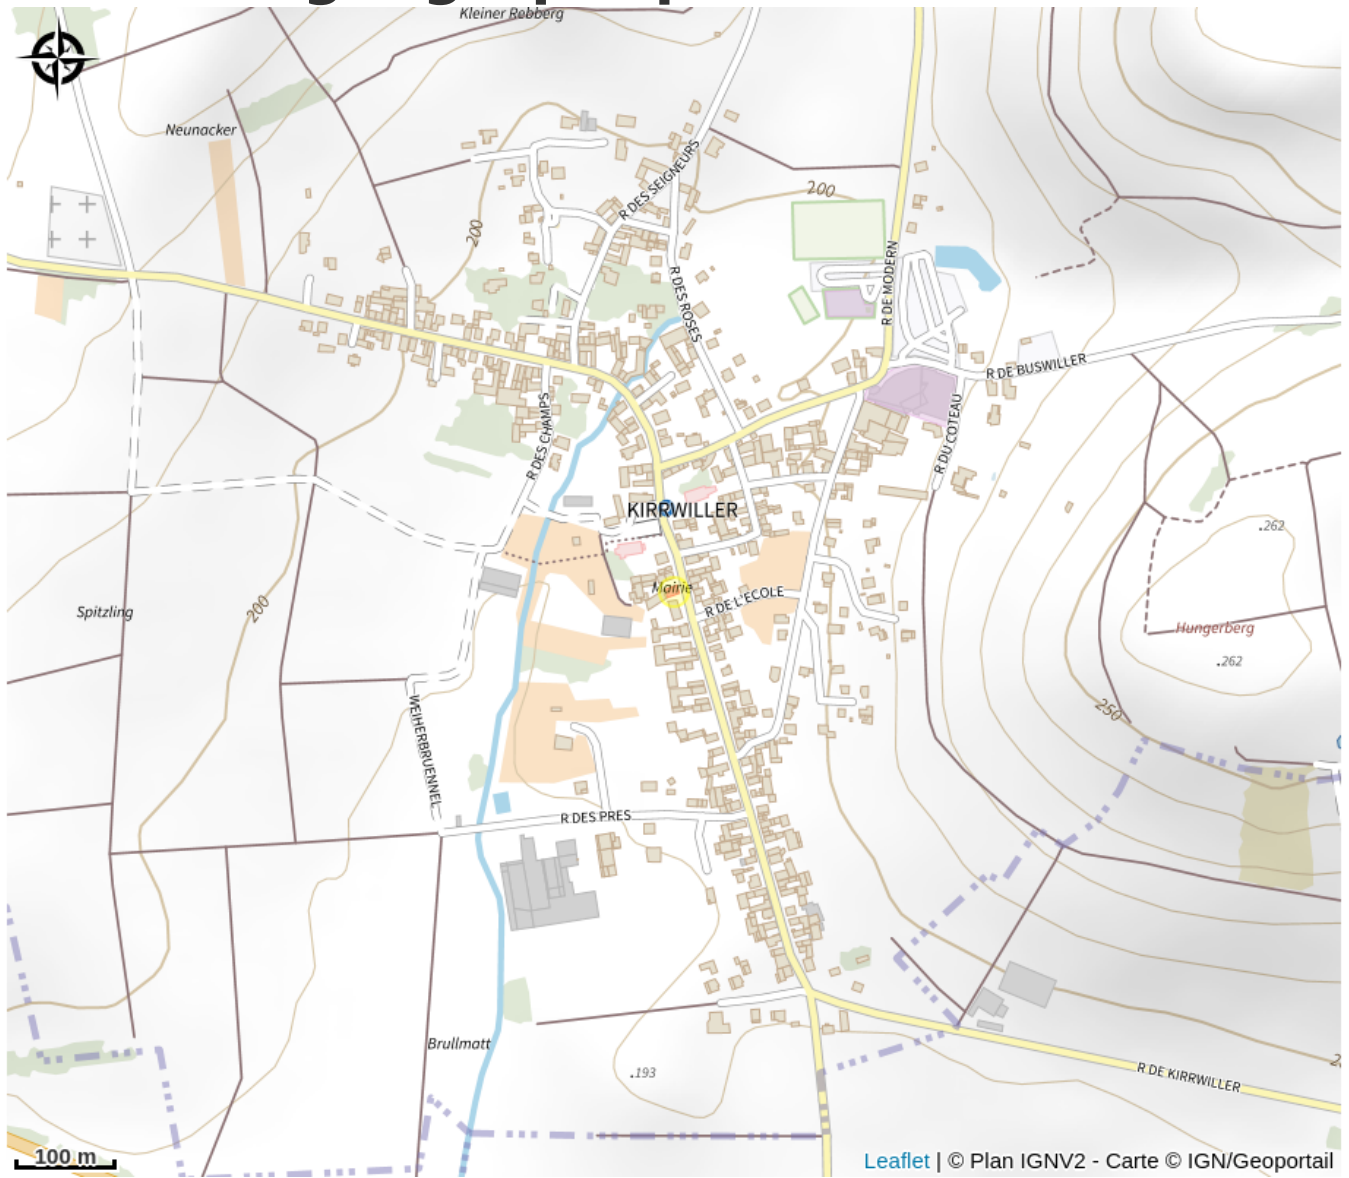 Kleiner Rebberg
Neunacker
R DES SEIGNEURS
200
200
R DE MODERN
R DES ROSES
R DE BUSWILLER
R DES CHAMPS
R DU COTEAU
KIRRWILLER
.262
Mairie
R DE L'ECOLE
200
Spitzling
Hungerberg
.262
250
WEIHERBRUENNEL
R DES PRES
Brullmatt
.193
R DE KIRRWILLER
100 m
Leaflet | © Plan IGNV2 - Carte © IGN/Geoportail